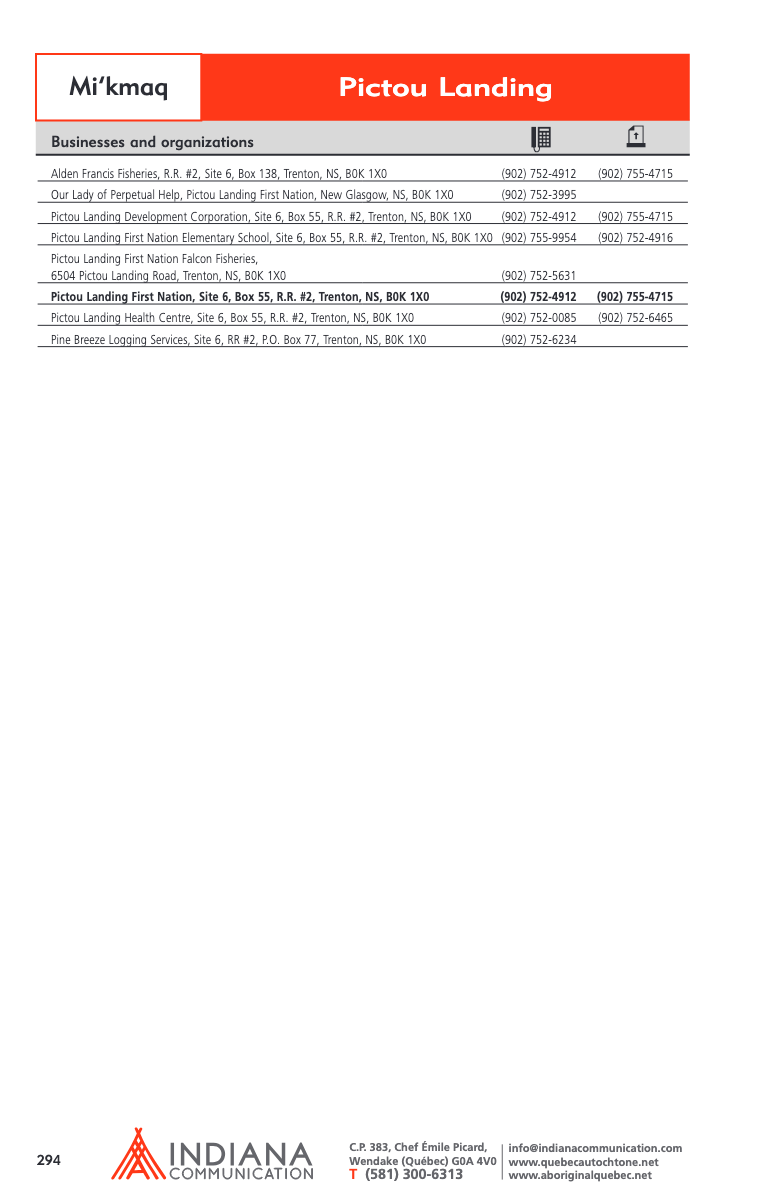 Mi’kmaq
Pictou Landing
Businesses and organizations
Alden Francis Fisheries, R.R. #2, Site 6, Box 138, Trenton, NS, B0K 1X0 (902) 752-4912 (902) 755-4715
Our Lady of Perpetual Help, Pictou Landing First Nation, New Glasgow, NS, B0K 1X0 (902) 752-3995
Pictou Landing Development Corporation, Site 6, Box 55, R.R. #2, Trenton, NS, B0K 1X0 (902) 752-4912 (902) 755-4715
Pictou Landing First Nation Elementary School, Site 6, Box 55, R.R. #2, Trenton, NS, B0K 1X0 (902) 755-9954 (902) 752-4916
Pictou Landing First Nation Falcon Fisheries,
6504 Pictou Landing Road, Trenton, NS, B0K 1X0 (902) 752-5631
Pictou Landing First Nation, Site 6, Box 55, R.R. #2, Trenton, NS, B0K 1X0 (902) 752-4912 (902) 755-4715
Pictou Landing Health Centre, Site 6, Box 55, R.R. #2, Trenton, NS, B0K 1X0 (902) 752-0085 (902) 752-6465
Pine Breeze Logging Services, Site 6, RR #2, P.O. Box 77, Trenton, NS, B0K 1X0 (902) 752-6234
294
INDIANA
COMMUNICATION
C.P. 383, Chef Émile Picard,
Wendake (Québec) G0A 4V0
T (581) 300-6313
info@indianacommunication.com
www.quebecautochtone.net
www.aboriginalquebec.net